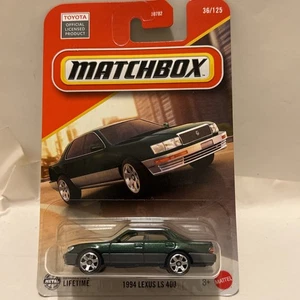 TOYOTA
OFFICIAL
LICENSED
PRODUCT
36/125
MATCHBOX
LIFETIME
1994 LEXUS LS 400
3+
MATTEL